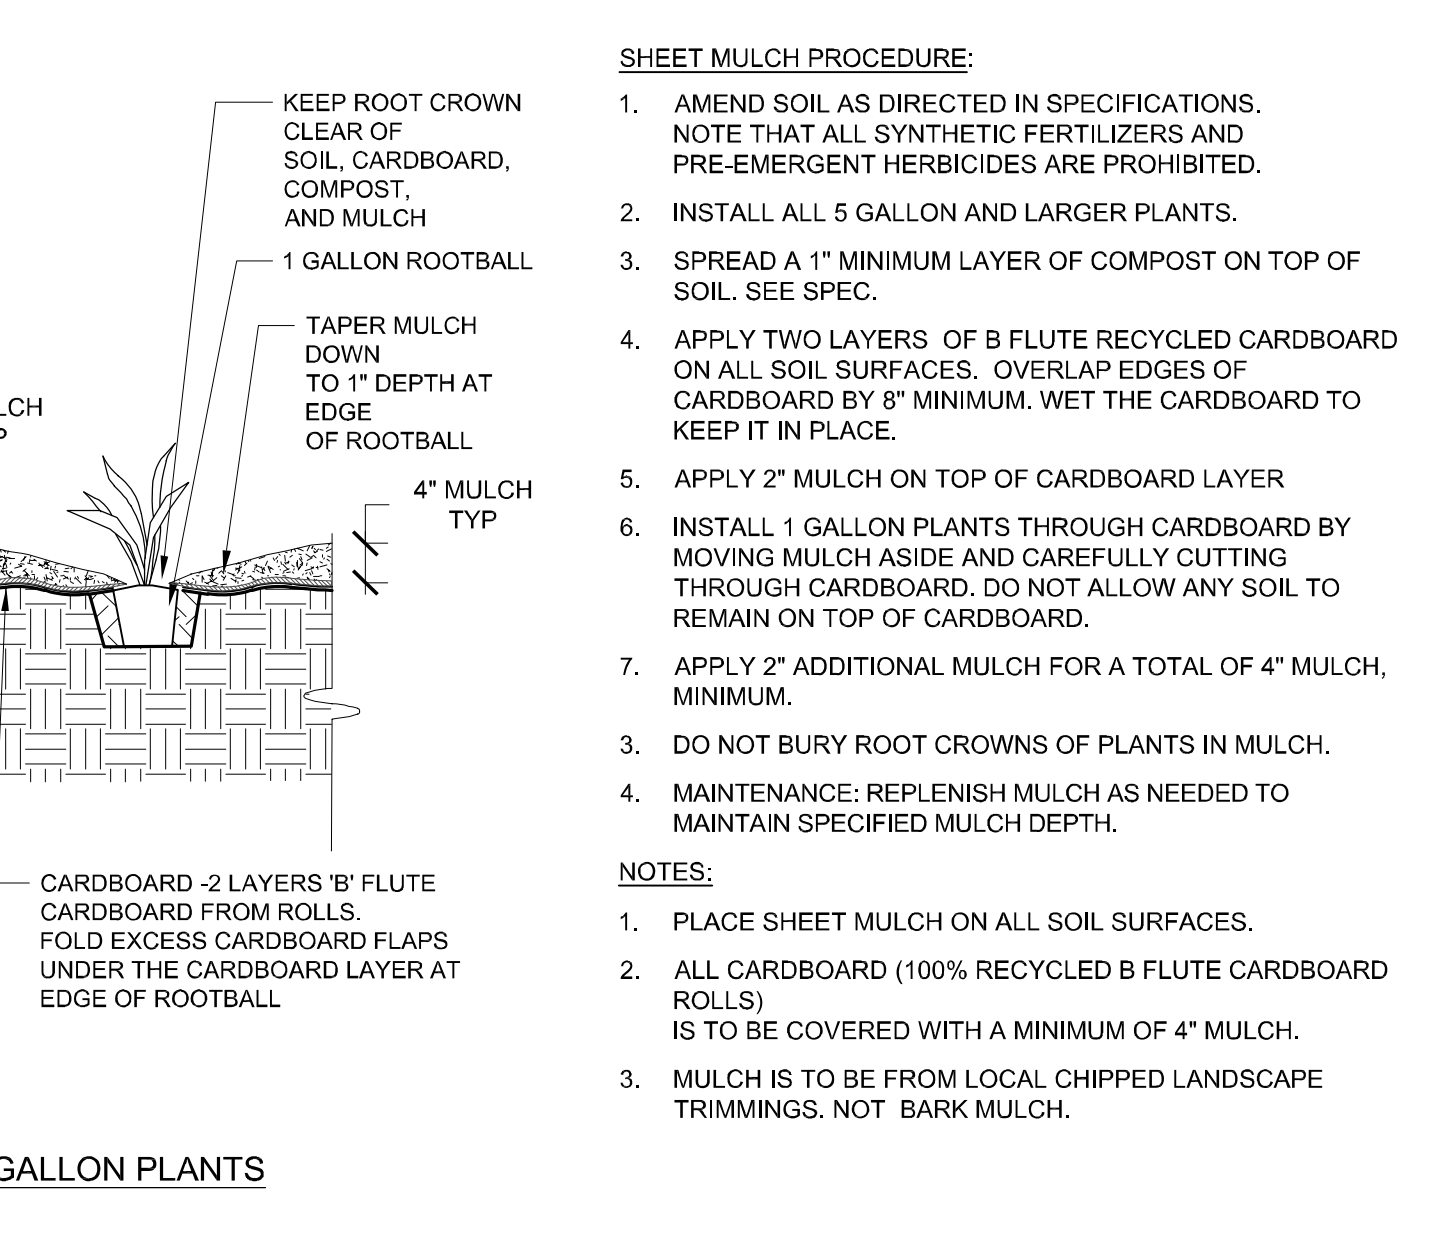 KEEP ROOT CROWN
CLEAR OF
SOIL, CARDBOARD,
COMPOST,
AND MULCH
1 GALLON ROOTBALL
TAPER MULCH
DOWN
TO 1" DEPTH AT
EDGE
OF ROOTBALL
4" MULCH
TYP
CARDBOARD -2 LAYERS 'B' FLUTE
CARDBOARD FROM ROLLS.
FOLD EXCESS CARDBOARD FLAPS
UNDER THE CARDBOARD LAYER AT
EDGE OF ROOTBALL
GALLON PLANTS
SHEET MULCH PROCEDURE:
1. AMEND SOIL AS DIRECTED IN SPECIFICATIONS.
NOTE THAT ALL SYNTHETIC FERTILIZERS AND
PRE-EMERGENT HERBICIDES ARE PROHIBITED.
2. INSTALL ALL 5 GALLON AND LARGER PLANTS.
3. SPREAD A 1" MINIMUM LAYER OF COMPOST ON TOP OF
SOIL. SEE SPEC.
4. APPLY TWO LAYERS OF B FLUTE RECYCLED CARDBOARD
ON ALL SOIL SURFACES. OVERLAP EDGES OF
CARDBOARD BY 8" MINIMUM. WET THE CARDBOARD TO
KEEP IT IN PLACE.
5. APPLY 2" MULCH ON TOP OF CARDBOARD LAYER
6. INSTALL 1 GALLON PLANTS THROUGH CARDBOARD BY
MOVING MULCH ASIDE AND CAREFULLY CUTTING
THROUGH CARDBOARD. DO NOT ALLOW ANY SOIL TO
REMAIN ON TOP OF CARDBOARD.
7. APPLY 2" ADDITIONAL MULCH FOR A TOTAL OF 4" MULCH,
MINIMUM.
3. DO NOT BURY ROOT CROWNS OF PLANTS IN MULCH.
4. MAINTENANCE: REPLENISH MULCH AS NEEDED TO
MAINTAIN SPECIFIED MULCH DEPTH.
NOTES:
1. PLACE SHEET MULCH ON ALL SOIL SURFACES.
2. ALL CARDBOARD (100% RECYCLED B FLUTE CARDBOARD
ROLLS)
IS TO BE COVERED WITH A MINIMUM OF 4" MULCH.
3. MULCH IS TO BE FROM LOCAL CHIPPED LANDSCAPE
TRIMMINGS. NOT BARK MULCH.